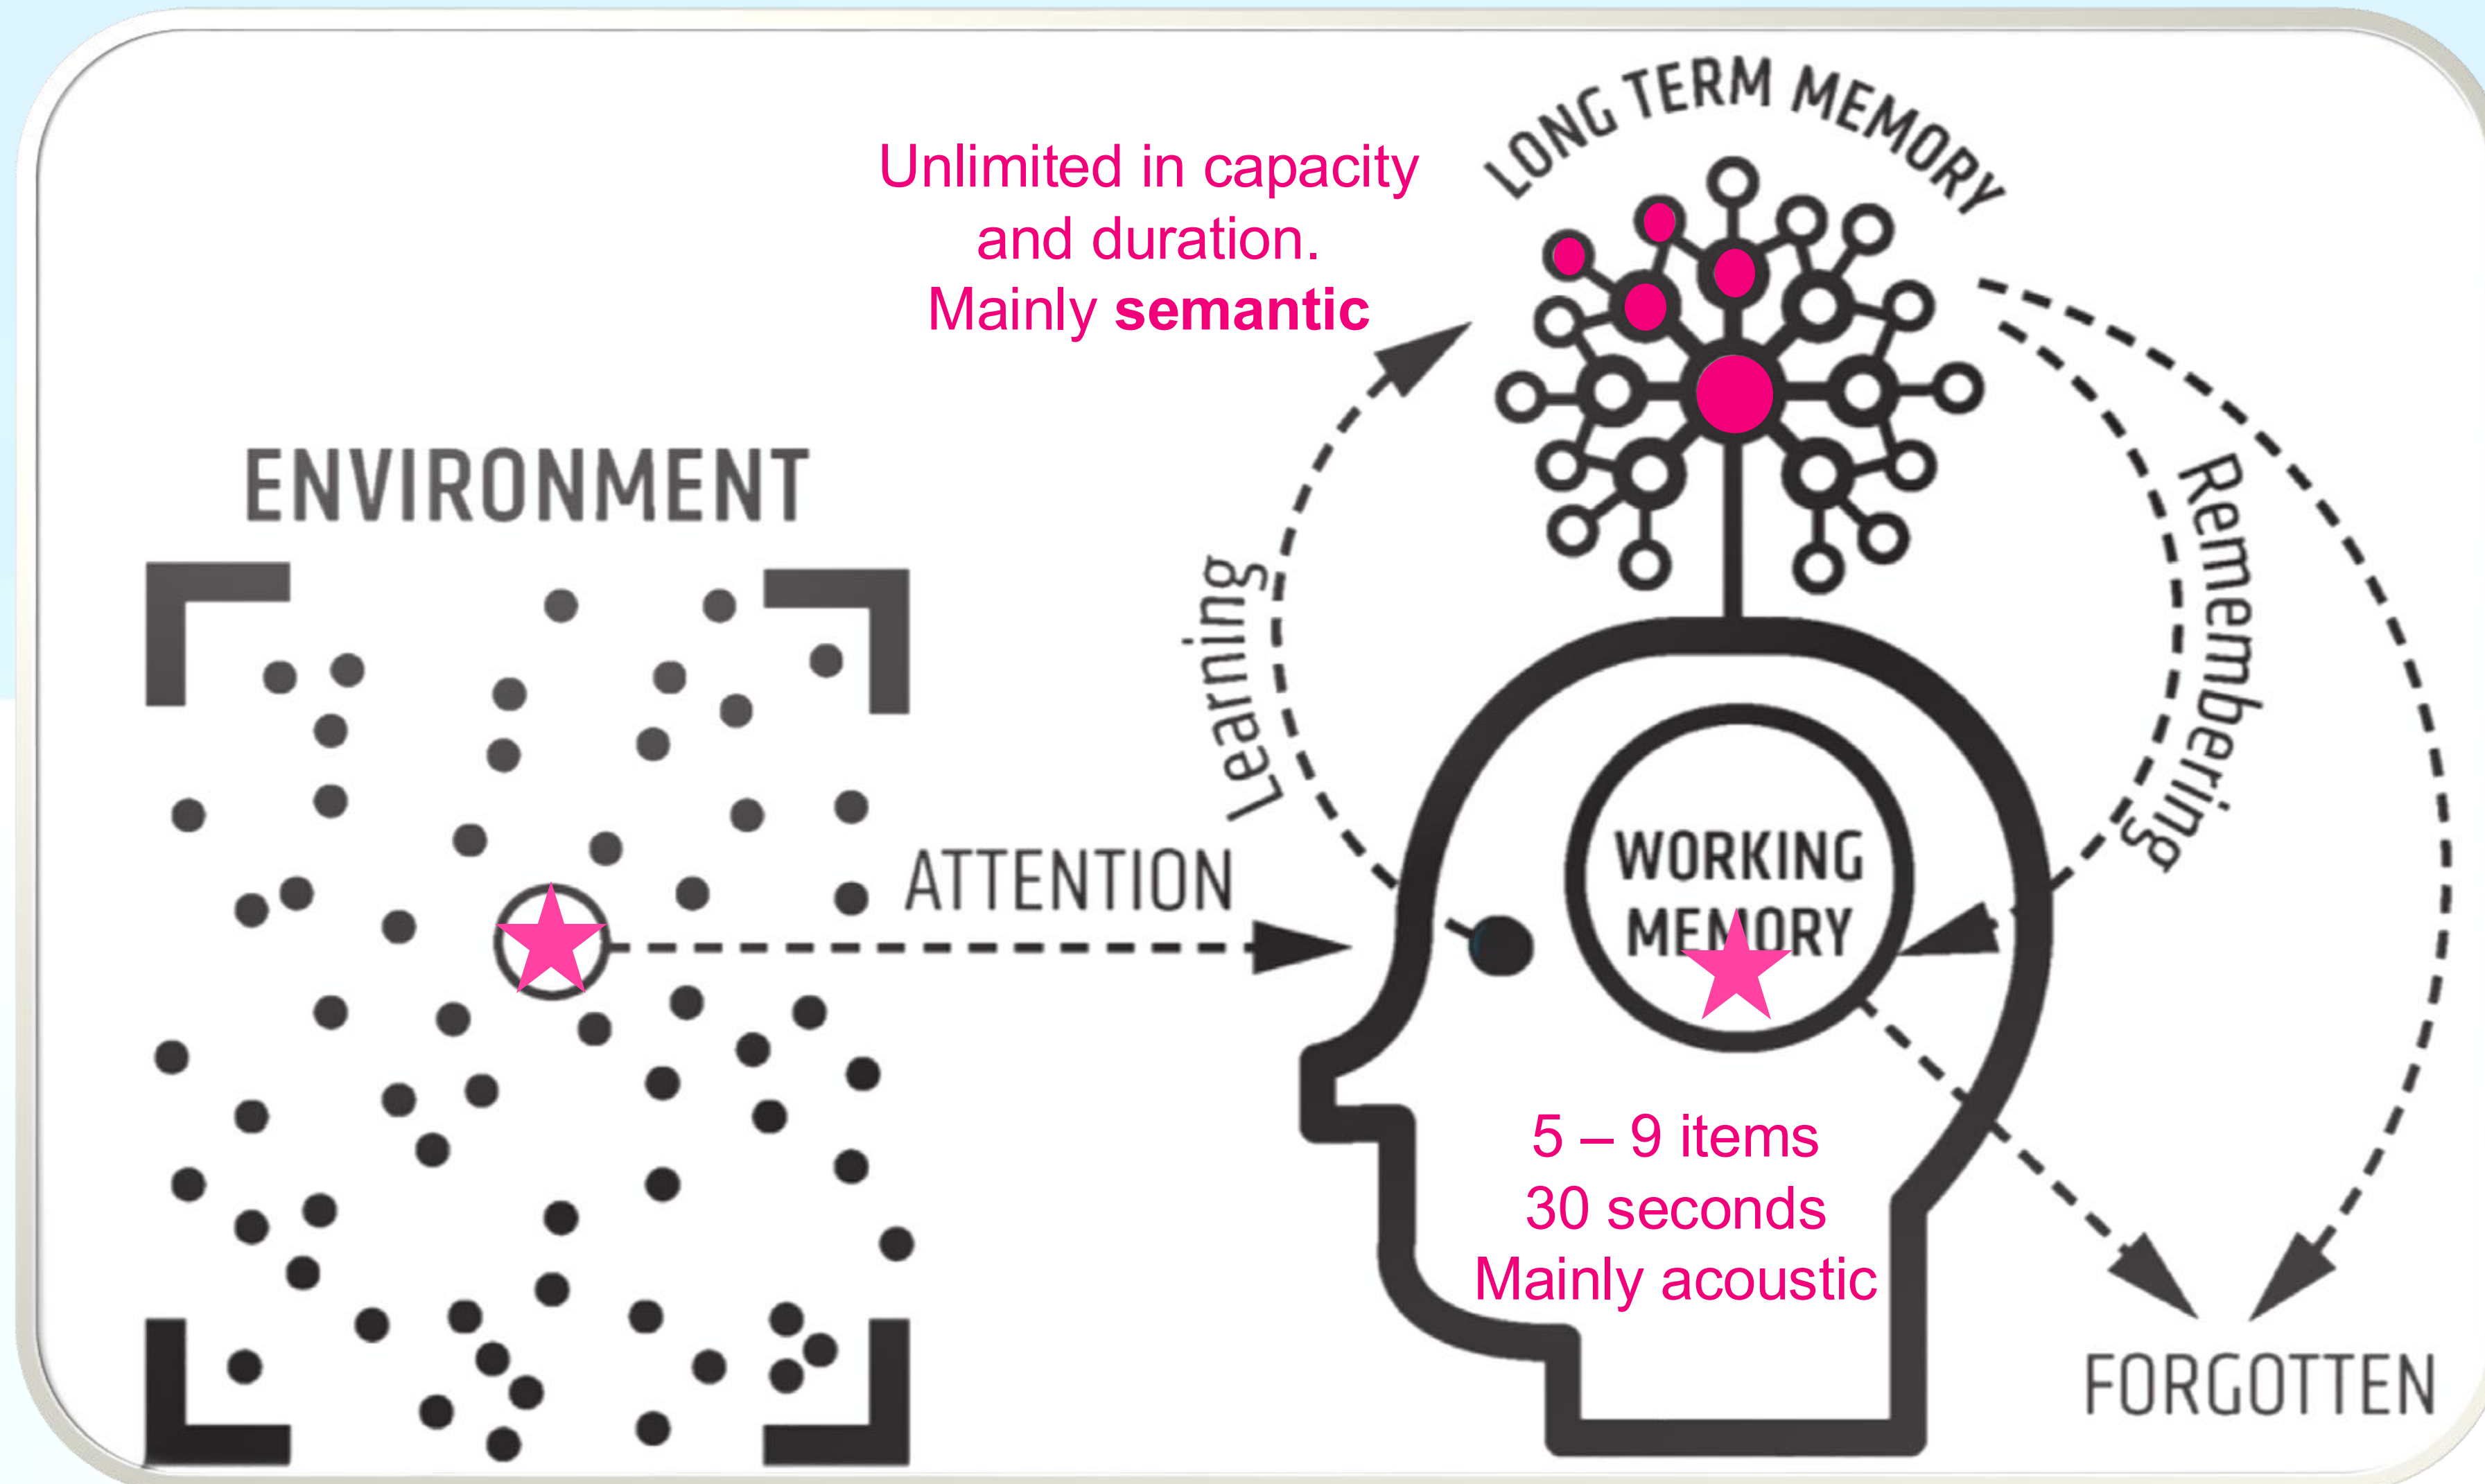 LONG TERM MEMORY
Unlimited in capacity
and duration.
Mainly semantic
ENVIRONMENT
Learning
Remembering
ATTENTION
WORKING
MEMORY
5 – 9 items
30 seconds
Mainly acoustic
FORGOTTEN